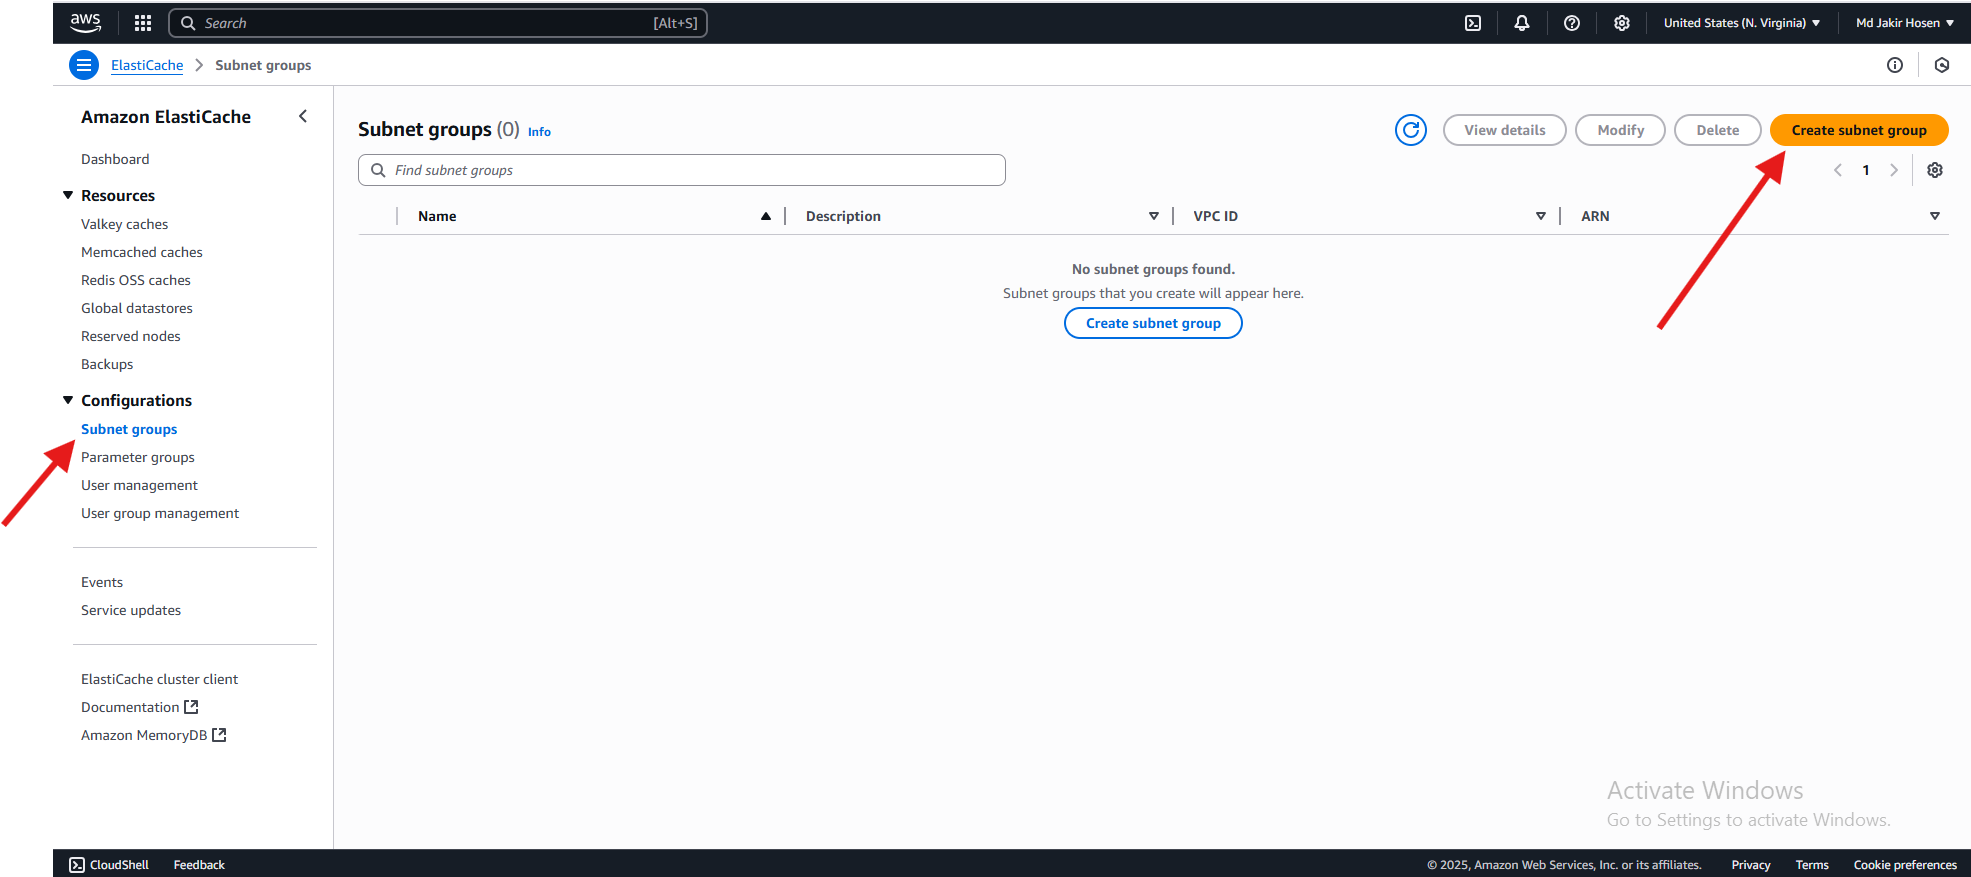 aws Search [Alt+S] United States (N. Virginia) Md Jakir Hosen
ElastiCache Subnet groups
Amazon ElastiCache
Dashboard
Resources
Valkey caches
Memcached caches
Redis OSS caches
Global datastores
Reserved nodes
Backups
Configurations
Subnet groups
Parameter groups
User management
User group management
Events
Service updates
ElastiCache cluster client
Documentation
Amazon MemoryDB
Subnet groups (0) Info
View details Modify Delete Create subnet group
Find subnet groups
1
Name Description VPC ID ARN
No subnet groups found.
Subnet groups that you create will appear here.
Create subnet group
Activate Windows
Go to Settings to activate Windows.
CloudShell Feedback © 2025, Amazon Web Services, Inc. or its affiliates. Privacy Terms Cookie preferences